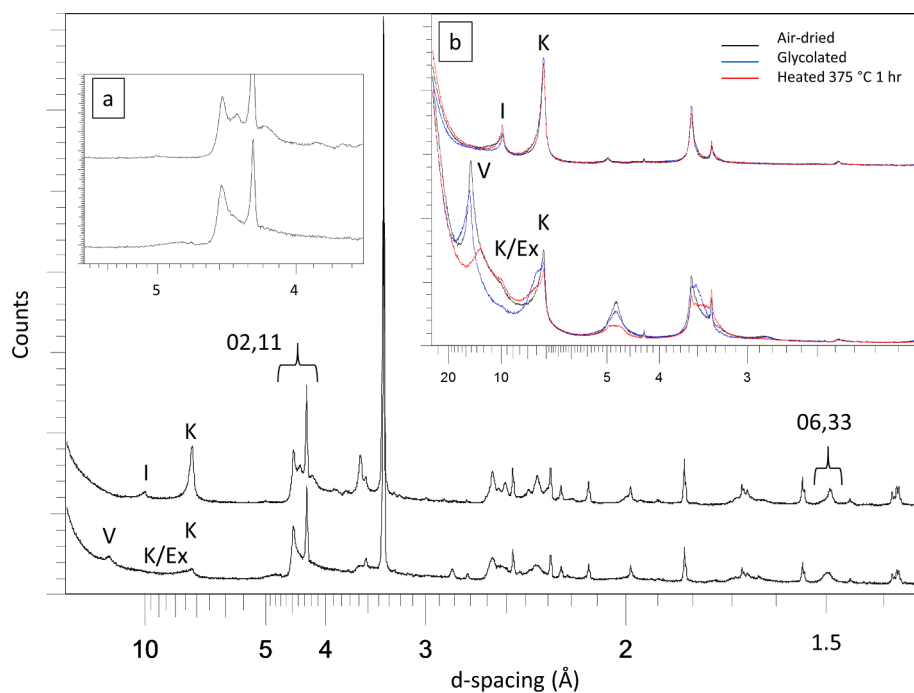 a
5
4
b
Air-dried
Glycolated
Heated 375 °C 1 hr
K
I
V
K/Ex
K
20
10
5
4
3
Counts
02,11
06,33
K
I
V
K/Ex
K
10
5
4
3
2
1.5
d-spacing (Å)